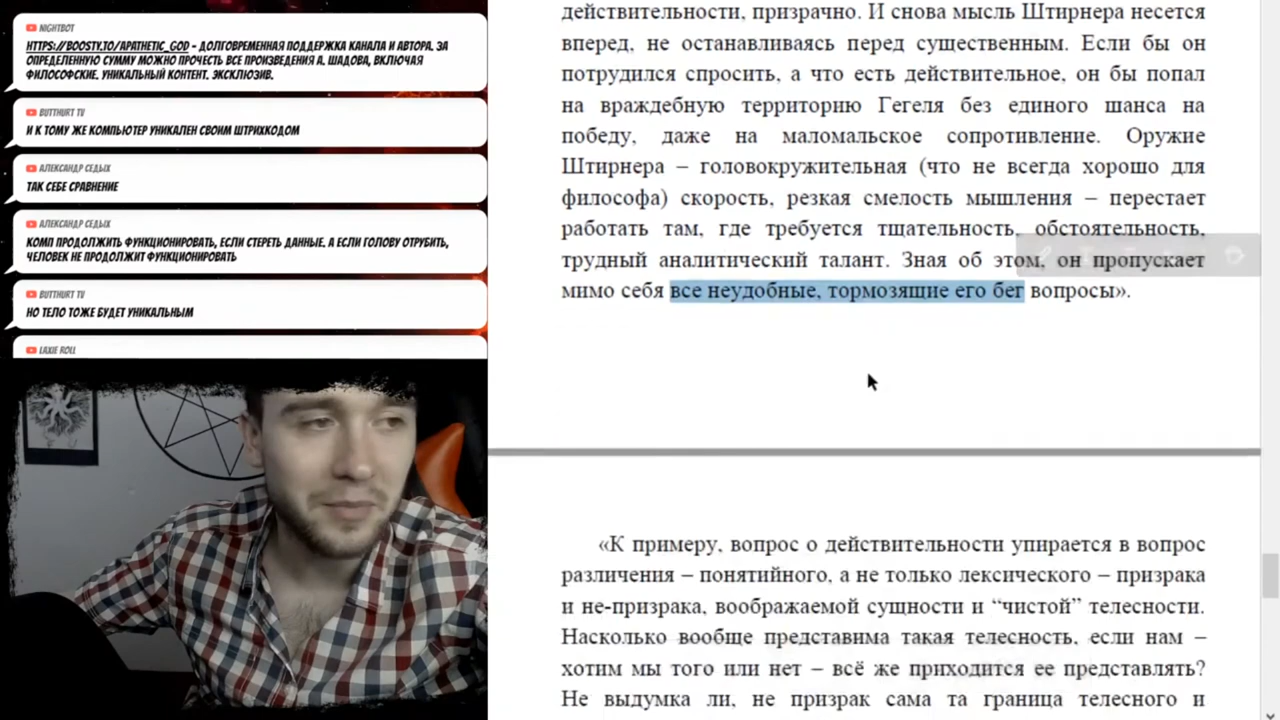 NIGHTBOT
HTTPS://BOOSTY.TO/APATHETIC_GOD - ДОЛГОВРЕМЕННАЯ ПОДДЕРЖКА КАНАЛА И АВТОРА. ЗА
ОПРЕДЕЛЕННУЮ СУММУ МОЖНО ПРОЧЕСТЬ ВСЕ ПРОИЗВЕДЕНИЯ А. ШАДОВА, ВКЛЮЧАЯ
ФИЛОСОФСКИЕ. УНИКАЛЬНЫЙ КОНТЕНТ. ЭКСКЛЮЗИВ.
BUTTHURT TV
И К ТОМУ ЖЕ КОМПЬЮТЕР УНИКАЛЕН СВОИМ ШТРИХКОДОМ
АЛЕКСАНДР СЕДЫХ
ТАК СЕБЕ СРАВНЕНИЕ
АЛЕКСАНДР СЕДЫХ
КОМП ПРОДОЛЖИТЬ ФУНКЦИОНИРОВАТЬ, ЕСЛИ СТЕРЕТЬ ДАННЫЕ. А ЕСЛИ ГОЛОВУ ОТРУБИТЬ,
ЧЕЛОВЕК НЕ ПРОДОЛЖИТ ФУНКЦИОНИРОВАТЬ
BUTTHURT TV
НО ТЕЛО ТОЖЕ БУДЕТ УНИКАЛЬНЫМ
LAXIE ROLL
действительности, призрачно. И снова мысль Штирнера несется
вперед, не останавливаясь перед существенным. Если бы он
потрудился спросить, а что есть действительное, он бы попал
на враждебную территорию Гегеля без единого шанса на
победу, даже на маломальское сопротивление. Оружие
Штирнера – головокружительная (что не всегда хорошо для
философа) скорость, резкая смелость мышления – перестает
работать там, где требуется тщательность, обстоятельность,
трудный аналитический талант. Зная об этом, он пропускает
мимо себя все неудобные, тормозящие его бег вопросы».
«К примеру, вопрос о действительности упирается в вопрос
различения – понятийного, а не только лексического – призрака
и не-призрака, воображаемой сущности и “чистой” телесности.
Насколько вообще представима такая телесность, если нам –
хотим мы того или нет – всё же приходится ее представлять?
Не выдумка ли, не призрак сама та граница телесного и